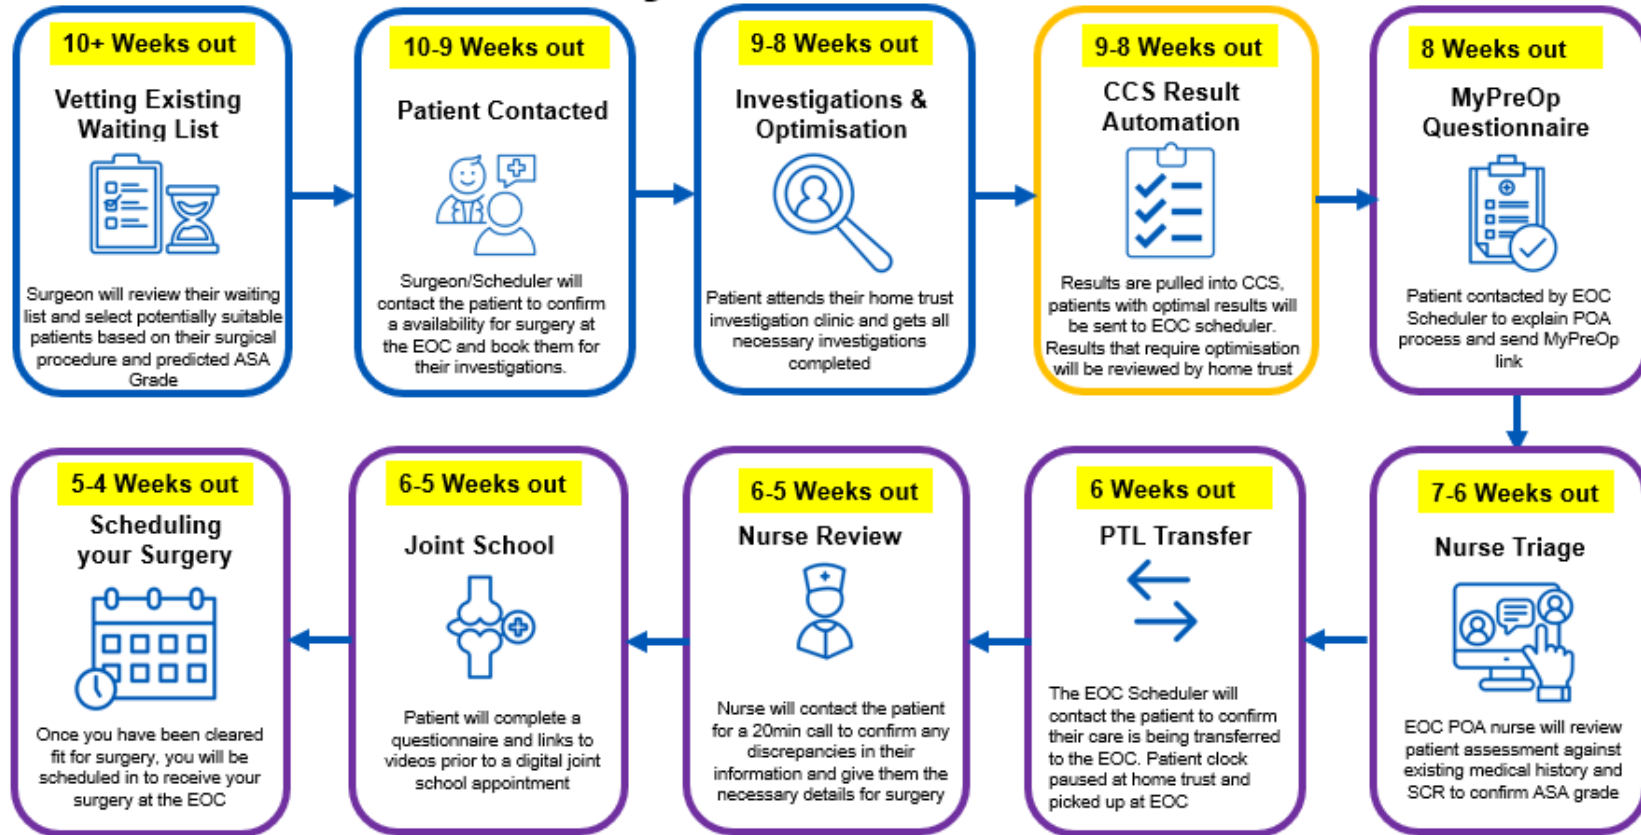 10+ Weeks out
Vetting Existing
Waiting List
Surgeon will review their waiting
list and select potentially suitable
patients based on their surgical
procedure and predicted ASA
Grade
10-9 Weeks out
Patient Contacted
Surgeon/Scheduler will
contact the patient to confirm
a availability for surgery at
the EOC and book them for
their investigations.
9-8 Weeks out
Investigations &
Optimisation
Patient attends their home trust
investigation clinic and gets all
necessary investigations
completed
9-8 Weeks out
CCS Result
Automation
Results are pulled into CCS,
patients with optimal results will
be sent to EOC scheduler.
Results that require optimisation
will be reviewed by home trust
8 Weeks out
MyPreOp
Questionnaire
Patient contacted by EOC
Scheduler to explain POA
process and send MyPreOp
link
7-6 Weeks out
Nurse Triage
EOC POA nurse will review
patient assessment against
existing medical history and
SCR to confirm ASA grade
6 Weeks out
PTL Transfer
The EOC Scheduler will
contact the patient to confirm
their care is being transferred
to the EOC. Patient clock
paused at home trust and
picked up at EOC
6-5 Weeks out
Nurse Review
Nurse will contact the patient
for a 20min call to confirm any
discrepancies in their
information and give them the
necessary details for surgery
6-5 Weeks out
Joint School
Patient will complete a
questionnaire and links to
videos prior to a digital joint
school appointment
5-4 Weeks out
Scheduling
your Surgery
Once you have been cleared
fit for surgery, you will be
scheduled in to receive your
surgery at the EOC